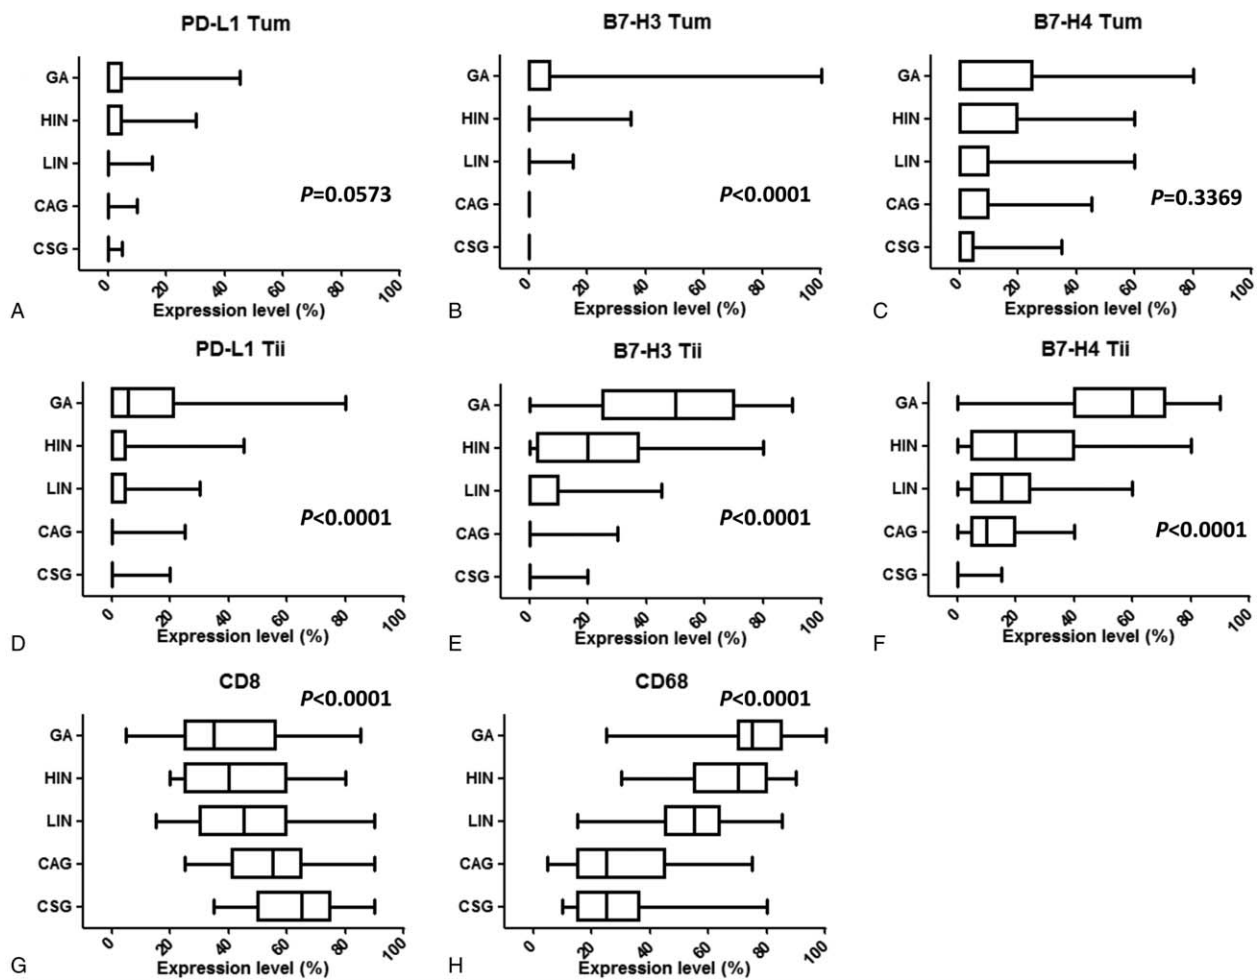 PD-L1 Tum
GA
HIN
LIN
CAG
CSG
P=0.0573
0 20 40 60 80 100
Expression level (%)
A
B7-H3 Tum
GA
HIN
LIN
CAG
CSG
P<0.0001
0 20 40 60 80 100
Expression level (%)
B
B7-H4 Tum
GA
HIN
LIN
CAG
CSG
P=0.3369
0 20 40 60 80 100
Expression level (%)
C
PD-L1 Tii
GA
HIN
LIN
CAG
CSG
P<0.0001
0 20 40 60 80 100
Expression level (%)
D
B7-H3 Tii
GA
HIN
LIN
CAG
CSG
P<0.0001
0 20 40 60 80 100
Expression level (%)
E
B7-H4 Tii
GA
HIN
LIN
CAG
CSG
P<0.0001
0 20 40 60 80 100
Expression level (%)
F
CD8
P<0.0001
GA
HIN
LIN
CAG
CSG
0 20 40 60 80 100
Expression level (%)
G
CD68
P<0.0001
GA
HIN
LIN
CAG
CSG
0 20 40 60 80 100
Expression level (%)
H